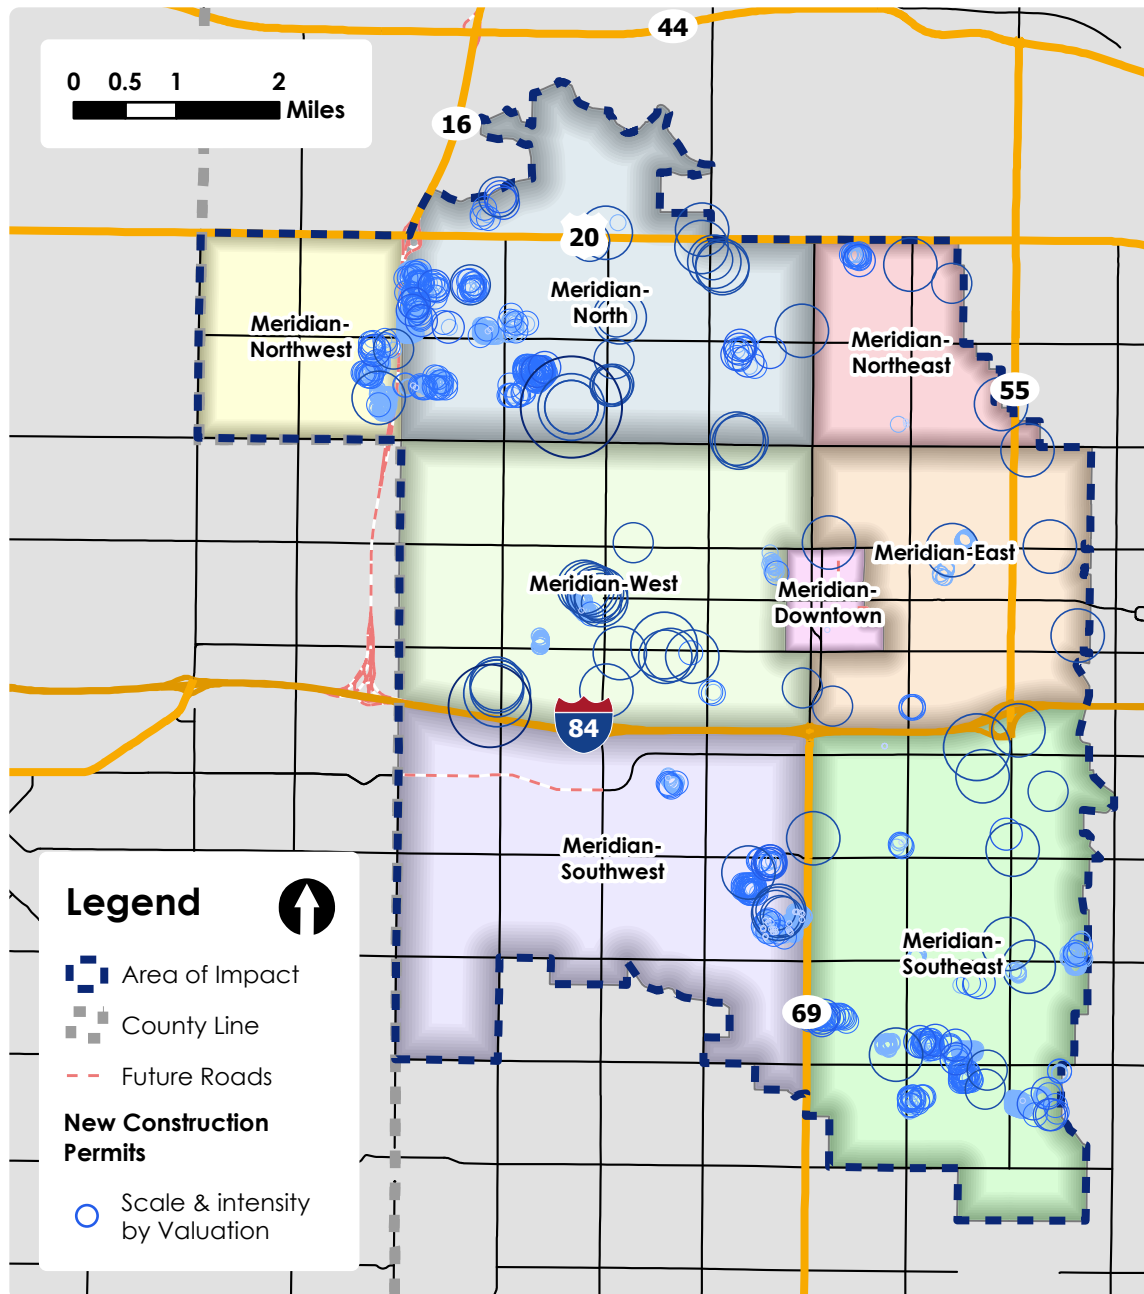 44
0 0.5 1 2
Miles
16
20
Meridian-
North
Meridian-
Northwest
Meridian-
Northeast
55
Meridian-East
Meridian-West
Meridian-
Downtown
84
Meridian-
Southwest
Meridian-
Southeast
69
Legend
Area of Impact
County Line
Future Roads
New Construction
Permits
Scale & intensity
by Valuation